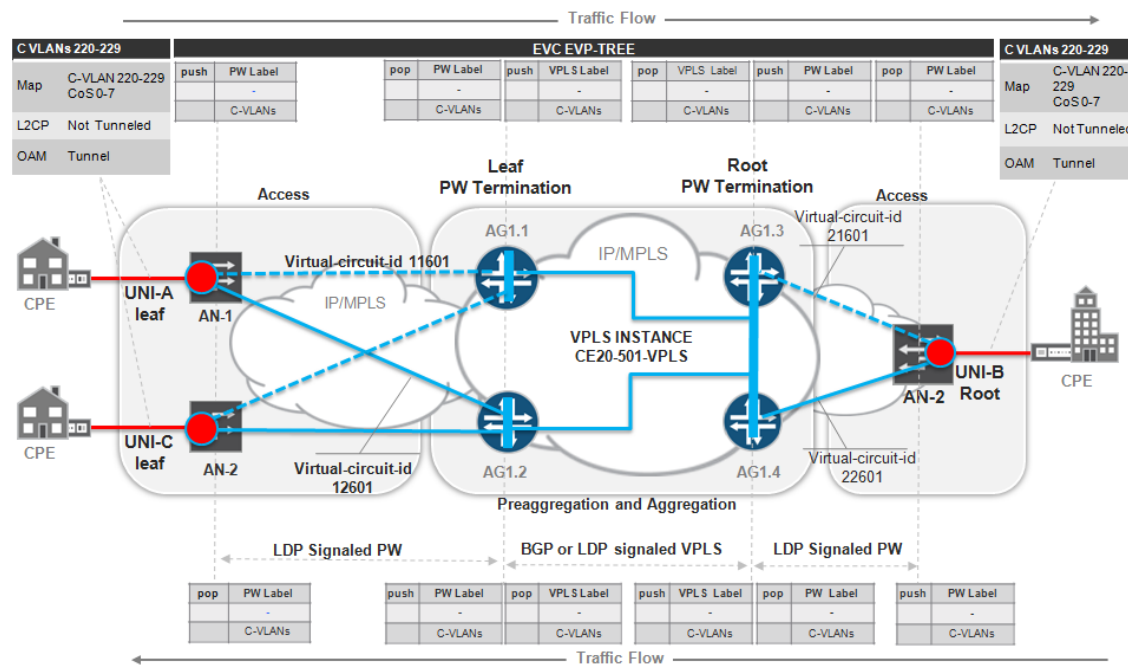 Traffic Flow
C VLANs 220-229
EVC EVP-TREE
C VLANs 220-229
Map
C-VLAN 220-229
CoS 0-7
L2CP Not Tunneled
OAM Tunnel
push PW Label
-
C-VLANs
pop PW Label
-
C-VLANs
push VPLS Label
-
C-VLANs
pop VPLS Label
-
C-VLANs
push PW Label
-
C-VLANs
pop PW Label
-
C-VLANs
Map
C-VLAN 220-
229
CoS 0-7
L2CP Not Tunneled
OAM Tunnel
Access
Leaf
PW Termination
Root
PW Termination
Access
AG1.1
AG1.3
Virtual-circuit-id
21601
Virtual-circuit-id 11601
IP/MPLS
IP/MPLS
CPE
UNI-A
leaf
AN-1
VPLS INSTANCE
CE20-501-VPLS
CPE
UNI-C
leaf
AN-2
Virtual-circuit-id
12601
AG1.2
AG1.4
Virtual-circuit-id
22601
AN-2
UNI-B
Root
CPE
Preaggregation and Aggregation
LDP Signaled PW
BGP or LDP signaled VPLS
LDP Signaled PW
pop PW Label
-
C-VLANs
push PW Label
-
C-VLANs
pop VPLS Label
-
C-VLANs
push VPLS Label
-
C-VLANs
pop PW Label
-
C-VLANs
push PW Label
-
C-VLANs
Traffic Flow